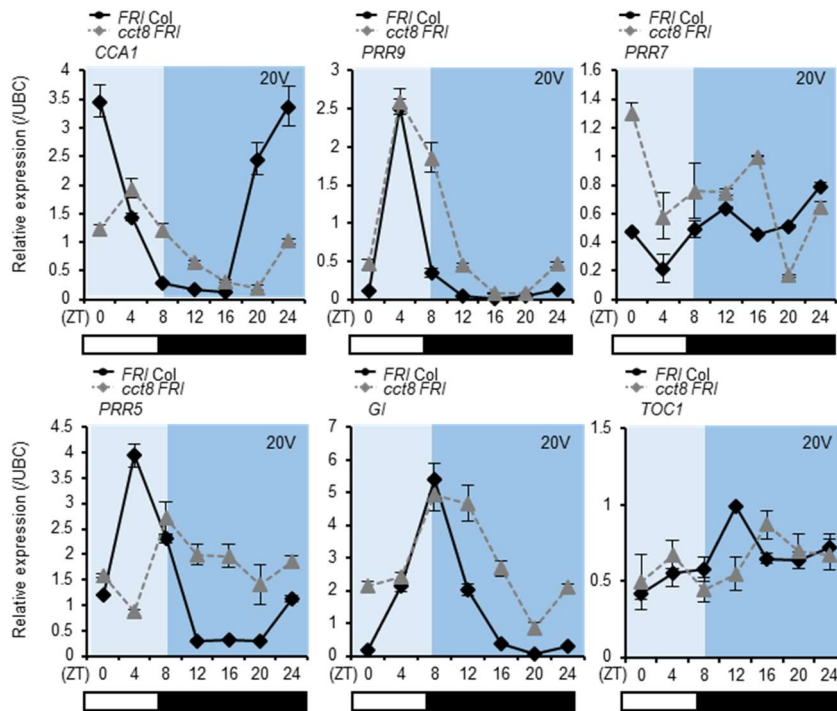 FRI Col
cct8 FRI
CCA1
20V
Relative expression (/UBC)
4
3.5
3
2.5
2
1.5
1
0.5
0
(ZT) 0 4 8 12 16 20 24
FRI Col
cct8 FRI
PRR9
20V
3
2.5
2
1.5
1
0.5
0
(ZT) 0 4 8 12 16 20 24
FRI Col
cct8 FRI
PRR7
20V
1.6
1.4
1.2
1
0.8
0.6
0.4
0.2
0
(ZT) 0 4 8 12 16 20 24
FRI Col
cct8 FRI
PRR5
20V
Relative expression (/UBC)
4.5
4
3.5
3
2.5
2
1.5
1
0.5
0
(ZT) 0 4 8 12 16 20 24
FRI Col
cct8 FRI
GI
20V
7
6
5
4
3
2
1
0
(ZT) 0 4 8 12 16 20 24
FRI Col
cct8 FRI
TOC1
20V
1.5
1
0.5
0
(ZT) 0 4 8 12 16 20 24